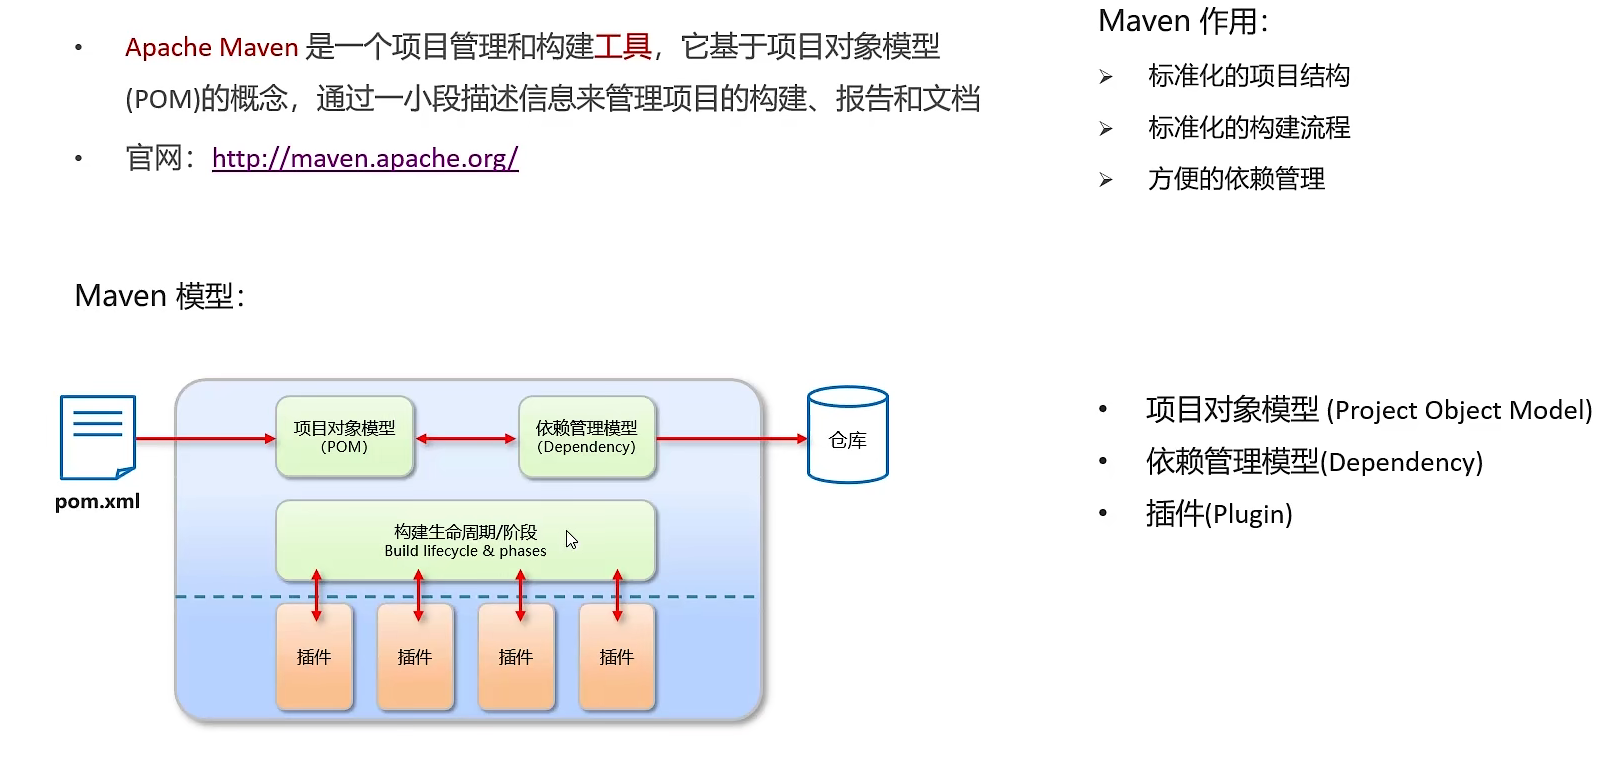 Apache Maven 是一个项目管理和构建工具，它基于项目对象模型
(POM)的概念，通过一小段描述信息来管理项目的构建、报告和文档
官网：http://maven.apache.org/
Maven 作用：
标准化的项目结构
标准化的构建流程
方便的依赖管理
Maven 模型：
pom.xml
项目对象模型
(POM)
依赖管理模型
(Dependency)
仓库
构建生命周期/阶段
Build lifecycle & phases
插件
插件
插件
插件
项目对象模型 (Project Object Model)
依赖管理模型(Dependency)
插件(Plugin)